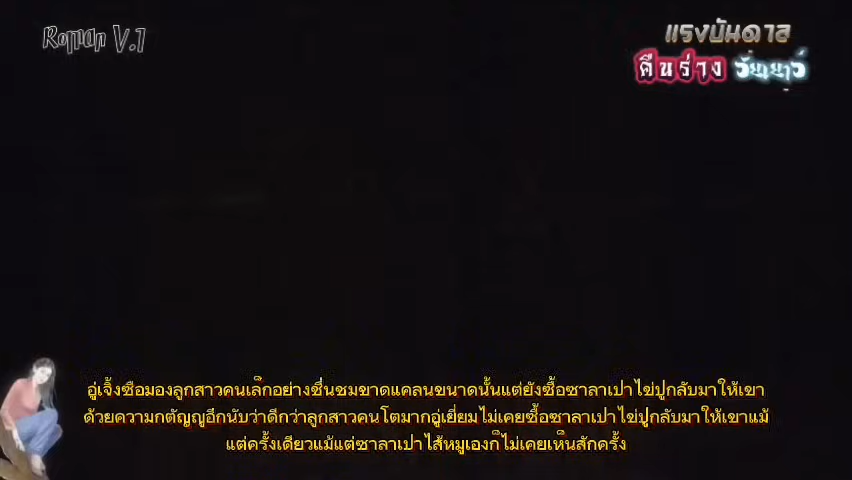 Roman V.1
แรงบันดาล
คืนร่าง วัยเยาว์
อู่เจิ้งซือมองลูกสาวคนเล็กอย่างชื่นชมขาดแคลนขนาดนั้นแต่ยังซื้อซาลาเปาไข่ปูกลับมาให้เขา
ด้วยความกตัญญูอีกนับว่าดีกว่าลูกสาวคนโตมากอู่เยี่ยมไม่เคยซื้อซาลาเปาไข่ปูกลับมาให้เขาแม้
แต่ครั้งเดียวแม้แต่ซาลาเปาไส้หมูเองก็ไม่เคยเห็นสักครั้ง